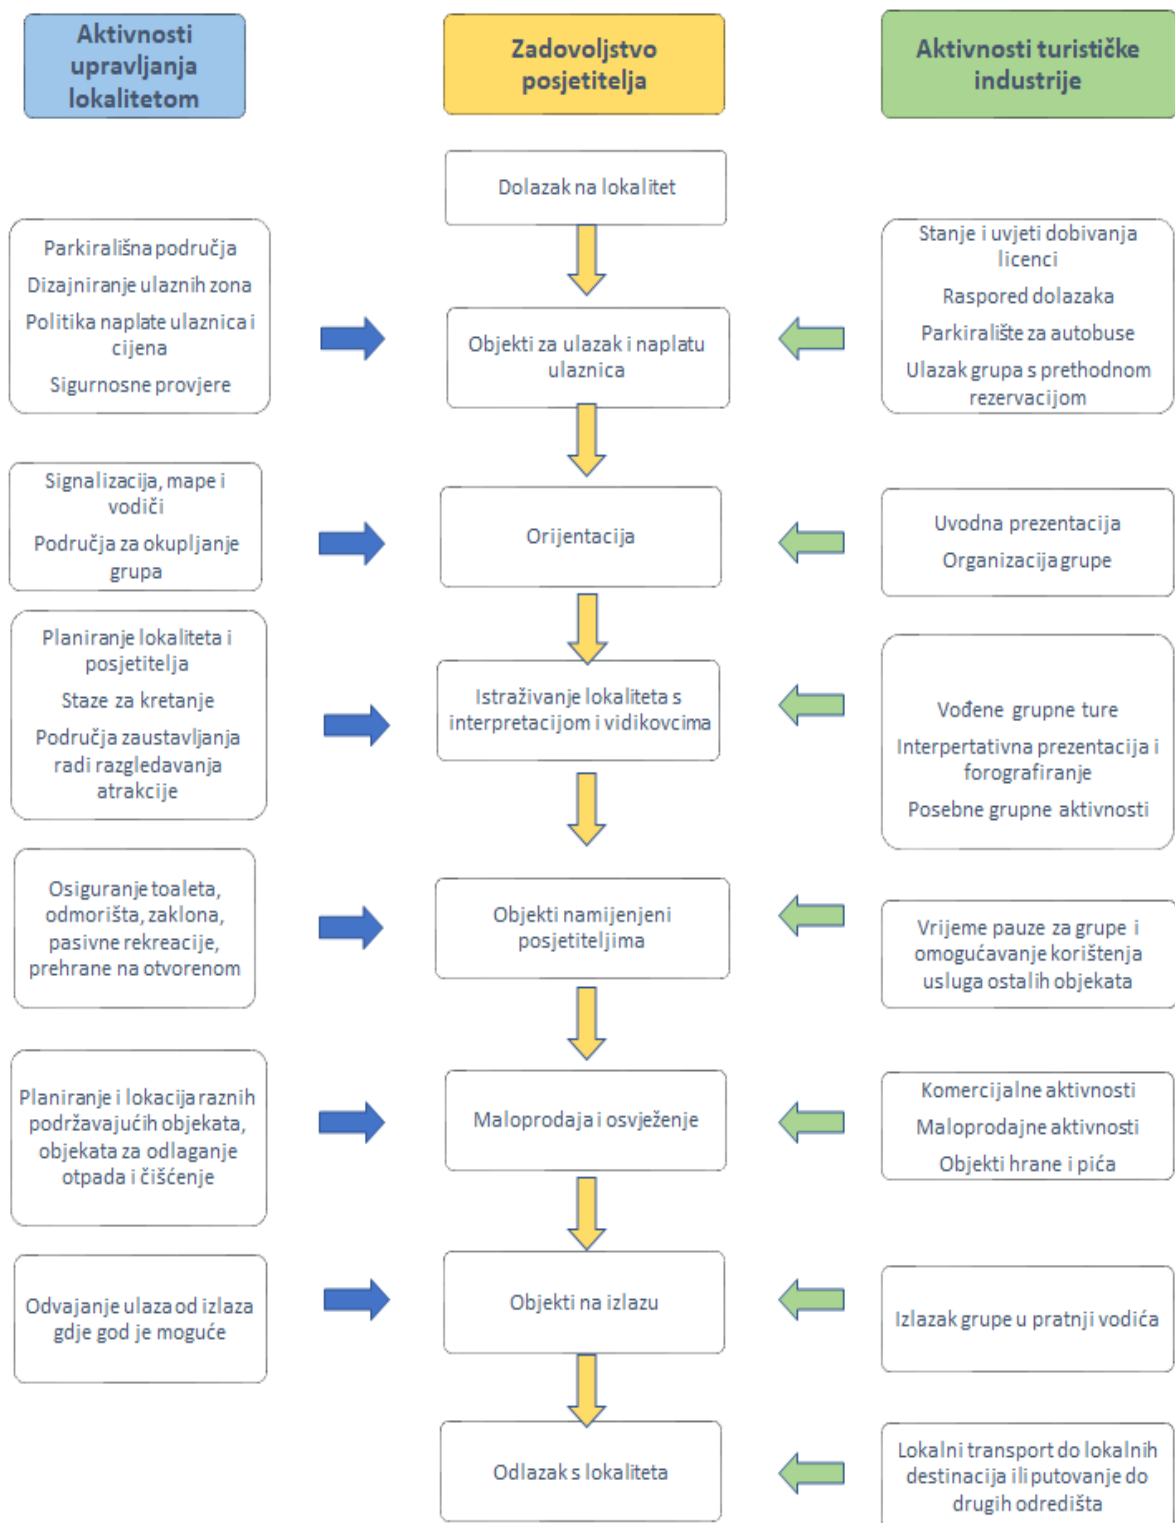 Aktivnosti
upravljanja
lokalitetom
Zadovoljstvo
posjetitelja
Aktivnosti turističke
industrije
Dolazak na lokalitet
Parkirališna područja
Dizajniranje ulaznih zona
Politika naplate ulaznica i
cijena
Sigurnosne provjere
Objekti za ulazak i naplatu
ulaznica
Stanje i uvjeti dobivanja
licenci
Raspored dolazaka
Parkiralište za autobuse
Ulazak grupa s prethodnom
rezervacijom
Signalizacija, mape i
vodiči
Područja za okupljanje
grupa
Orijentacija
Uvodna prezentacija
Organizacija grupe
Planiranje lokaliteta i
posjetitelja
Staze za kretanje
Područja zaustavljanja
radi razgledavanja
atrakcije
Istraživanje lokaliteta s
interpretacijom i vidikovcima
Vođene grupne ture
Interpertativna prezentacija i
forografiranje
Posebne grupne aktivnosti
Osiguranje toaleta,
odmorišta, zaklona,
pasivne rekreacije,
prehrane na otvorenom
Objekti namijenjeni
posjetiteljima
Vrijeme pauze za grupe i
omogućavanje korištenja
usluga ostalih objekata
Planiranje i lokacija raznih
podržavajućih objekata,
objekata za odlaganje
otpada i čišćenje
Maloprodaja i osvježenje
Komercijalne aktivnosti
Maloprodajne aktivnosti
Objekti hrane i pića
Odvajanje ulaza od izlaza
gdje god je moguće
Objekti na izlazu
Izlazak grupe u pratnji vodića
Odlazak s lokaliteta
Lokalni transport do lokalnih
destinacija ili putovanje do
drugih odredišta